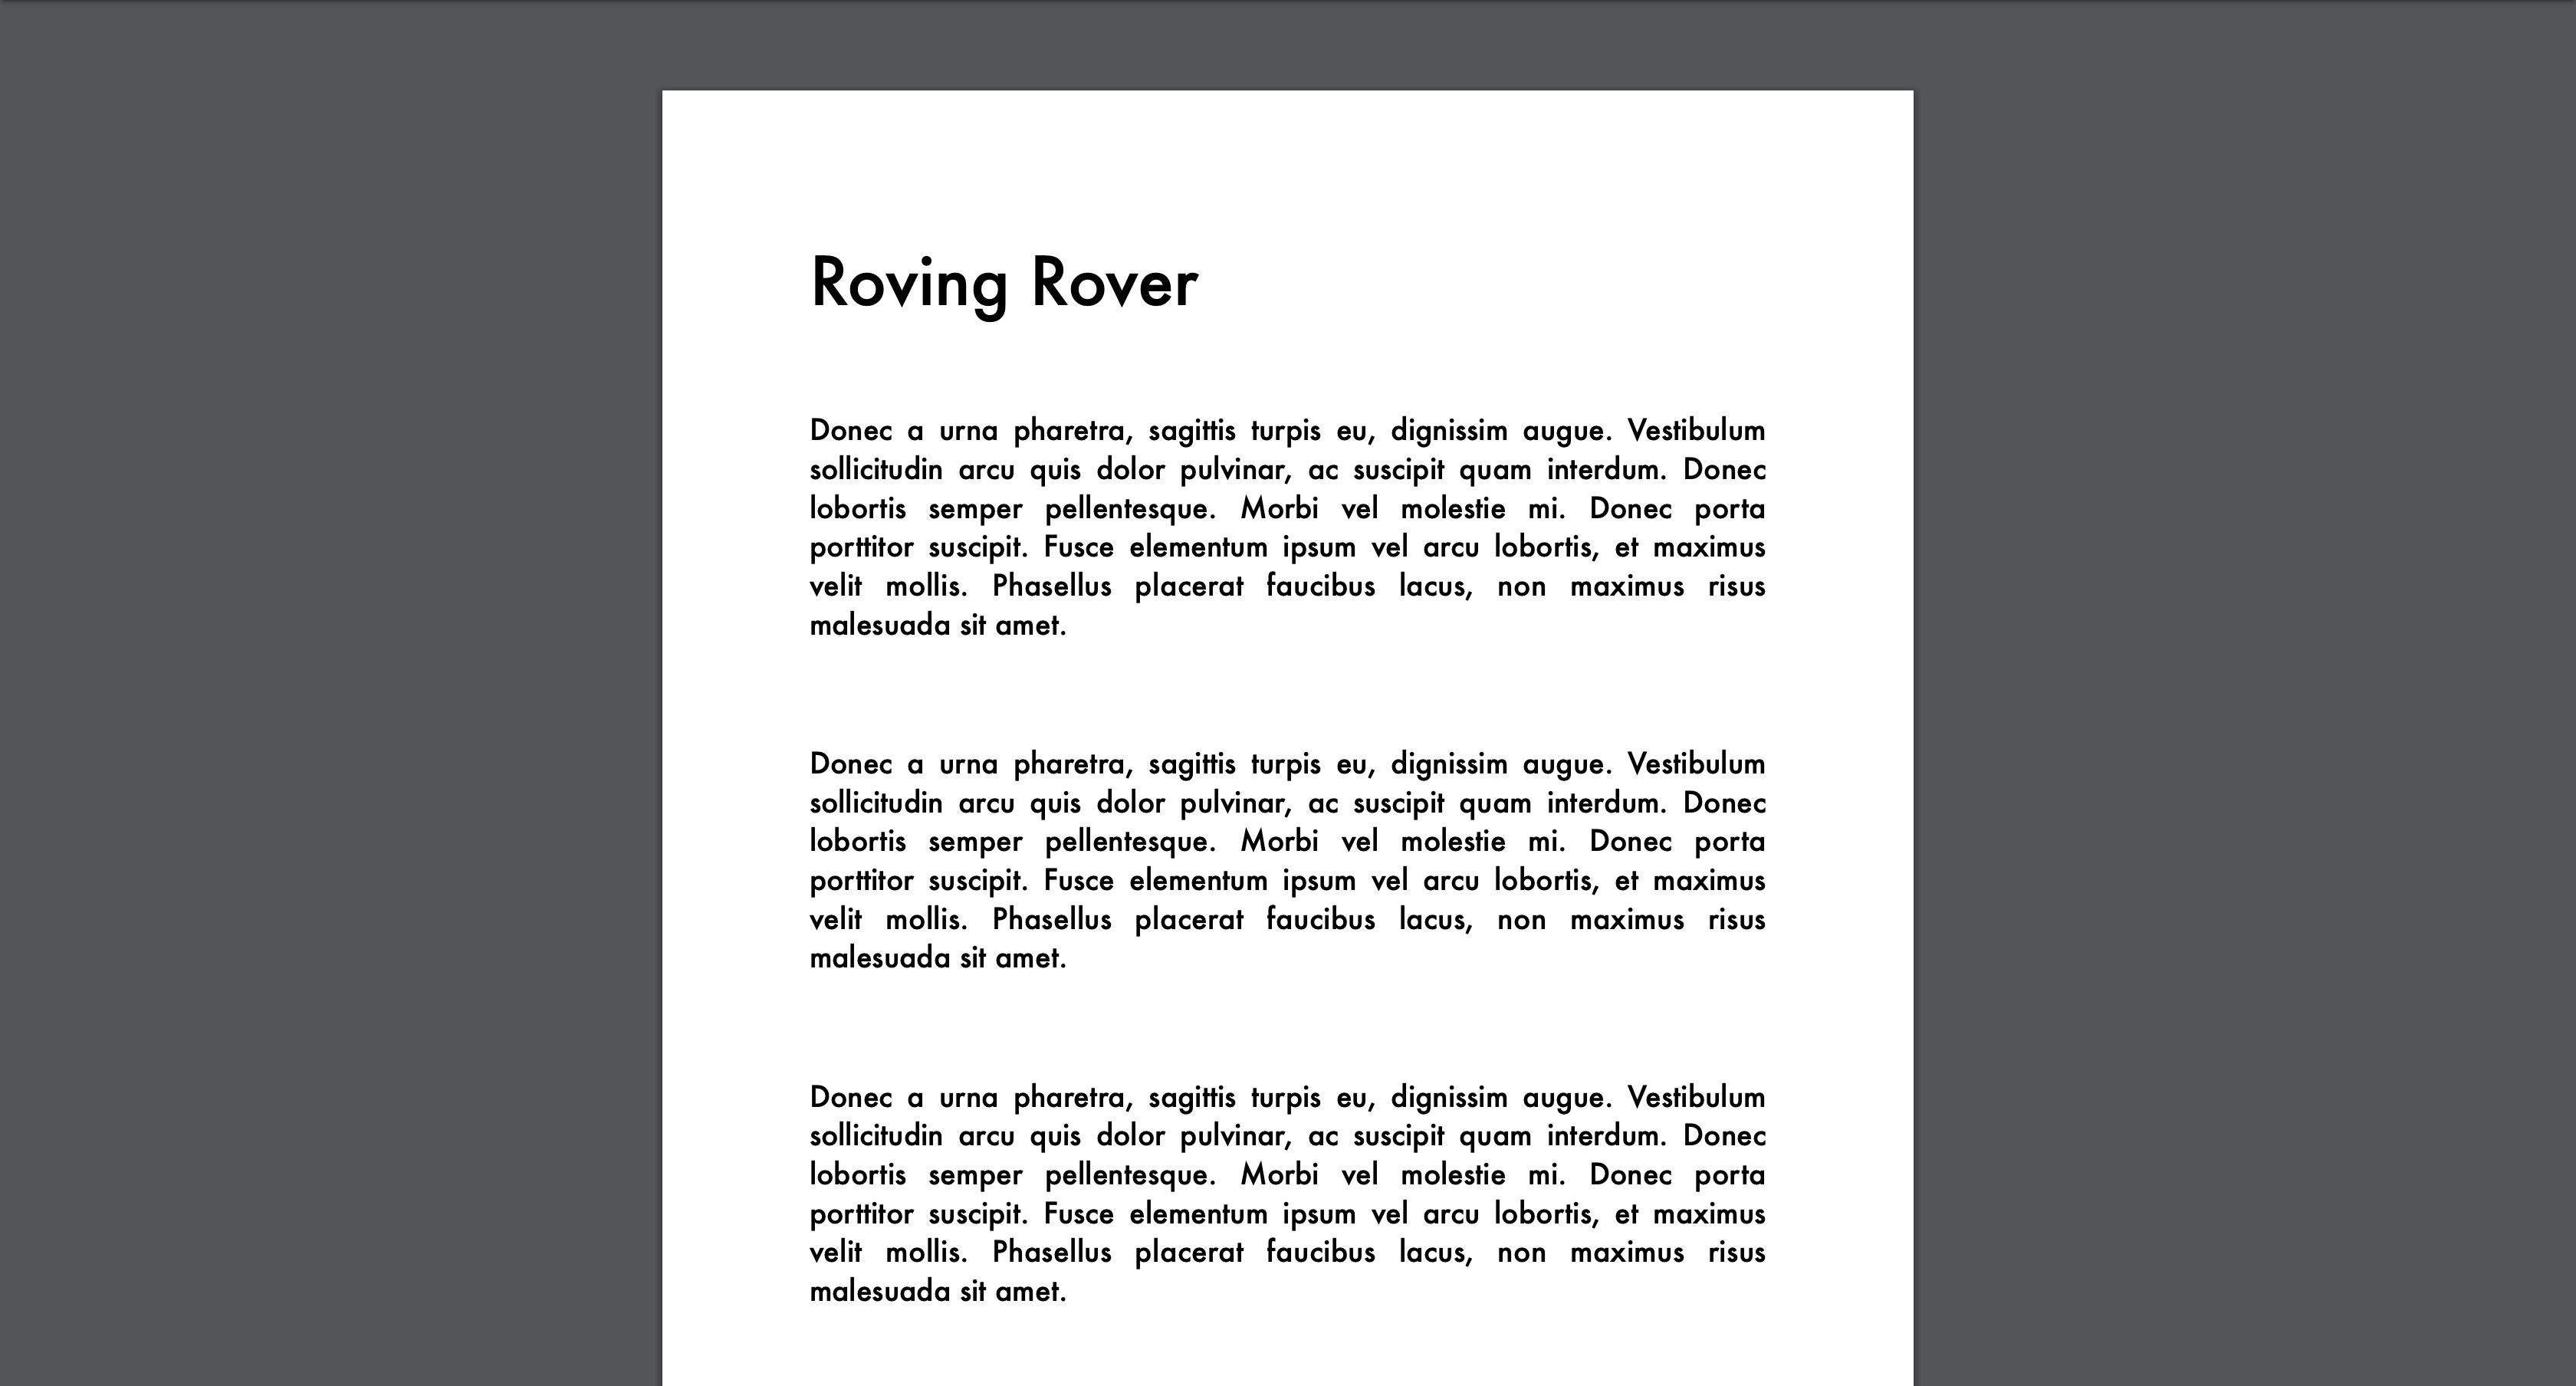 Roving Rover
Donec a urna pharetra, sagittis turpis eu, dignissim augue. Vestibulum
sollicitudin arcu quis dolor pulvinar, ac suscipit quam interdum. Donec
lobortis semper pellentesque. Morbi vel molestie mi. Donec porta
porttitor suscipit. Fusce elementum ipsum vel arcu lobortis, et maximus
velit mollis. Phasellus placerat faucibus lacus, non maximus risus
malesuada sit amet.
Donec a urna pharetra, sagittis turpis eu, dignissim augue. Vestibulum
sollicitudin arcu quis dolor pulvinar, ac suscipit quam interdum. Donec
lobortis semper pellentesque. Morbi vel molestie mi. Donec porta
porttitor suscipit. Fusce elementum ipsum vel arcu lobortis, et maximus
velit mollis. Phasellus placerat faucibus lacus, non maximus risus
malesuada sit amet.
Donec a urna pharetra, sagittis turpis eu, dignissim augue. Vestibulum
sollicitudin arcu quis dolor pulvinar, ac suscipit quam interdum. Donec
lobortis semper pellentesque. Morbi vel molestie mi. Donec porta
porttitor suscipit. Fusce elementum ipsum vel arcu lobortis, et maximus
velit mollis. Phasellus placerat faucibus lacus, non maximus risus
malesuada sit amet.